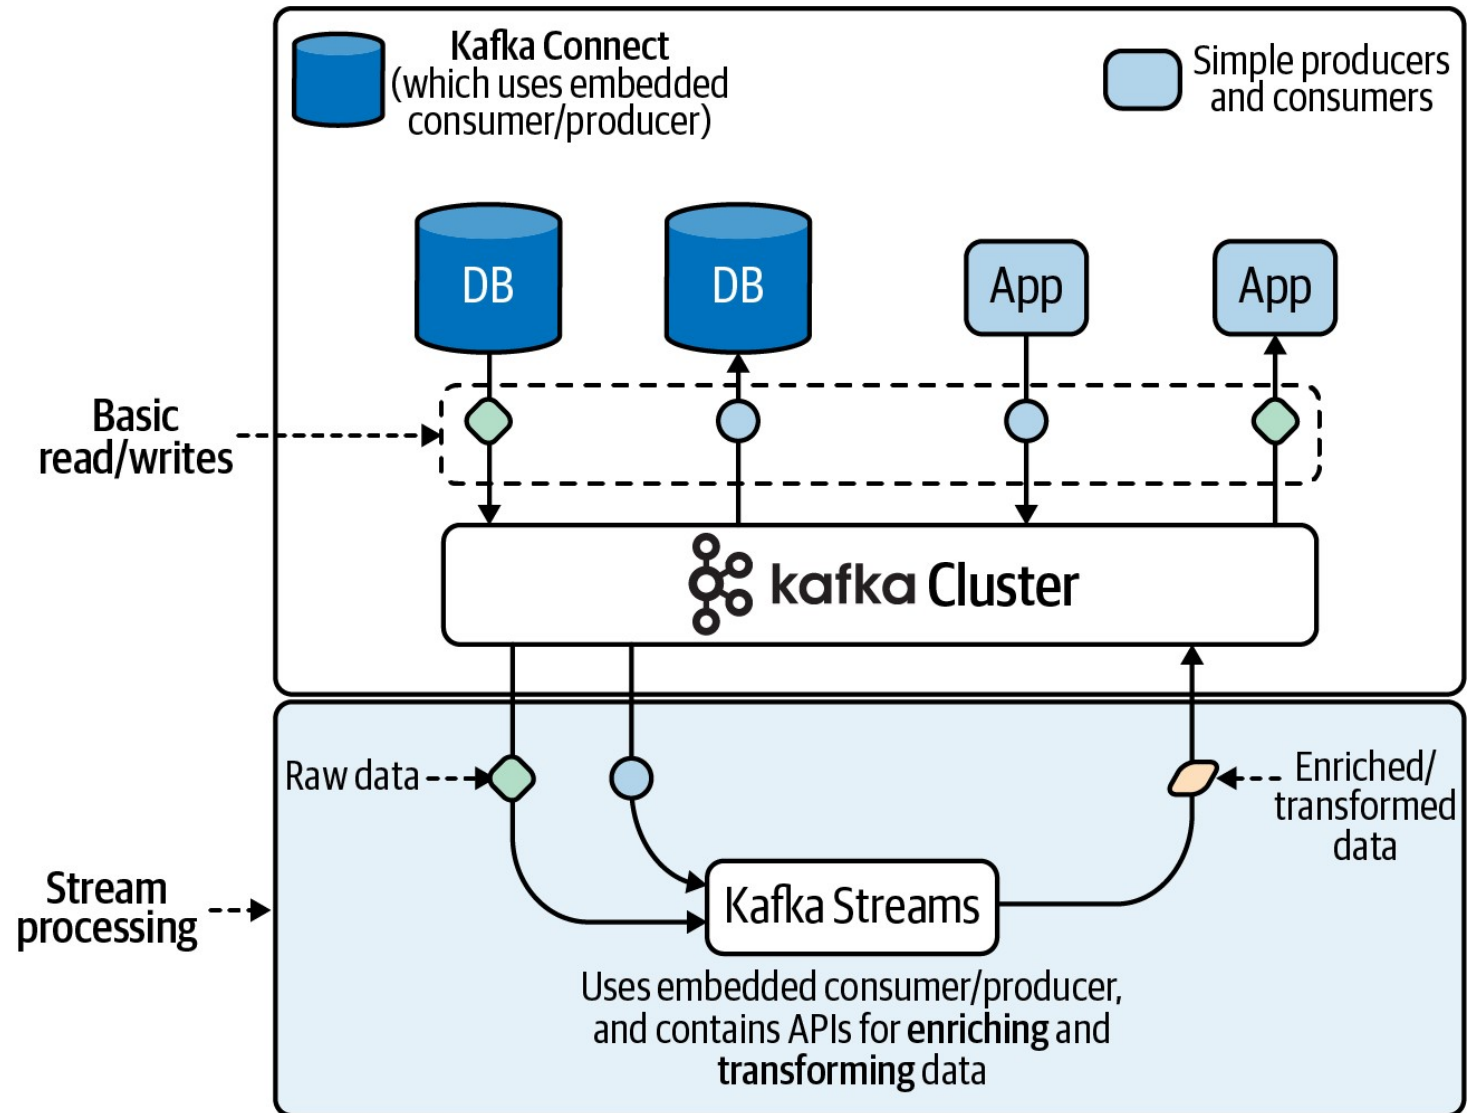 Kafka Connect
(which uses embedded
consumer/producer)
Simple producers
and consumers
DB
DB
App
App
Basic
read/writes
kafka Cluster
Raw data
Enriched/
transformed
data
Stream
processing
Kafka Streams
Uses embedded consumer/producer,
and contains APIs for enriching and
transforming data